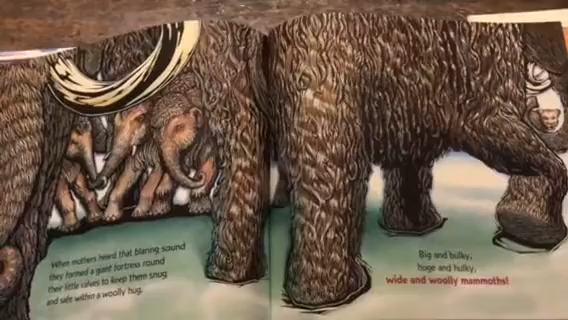 When mothers heard that blaring sound
they formed a giant fortress round
their little calves to keep them snug
and safe within a woolly hug.
Big and bulky,
huge and hulky,
wide and woolly mammoths!